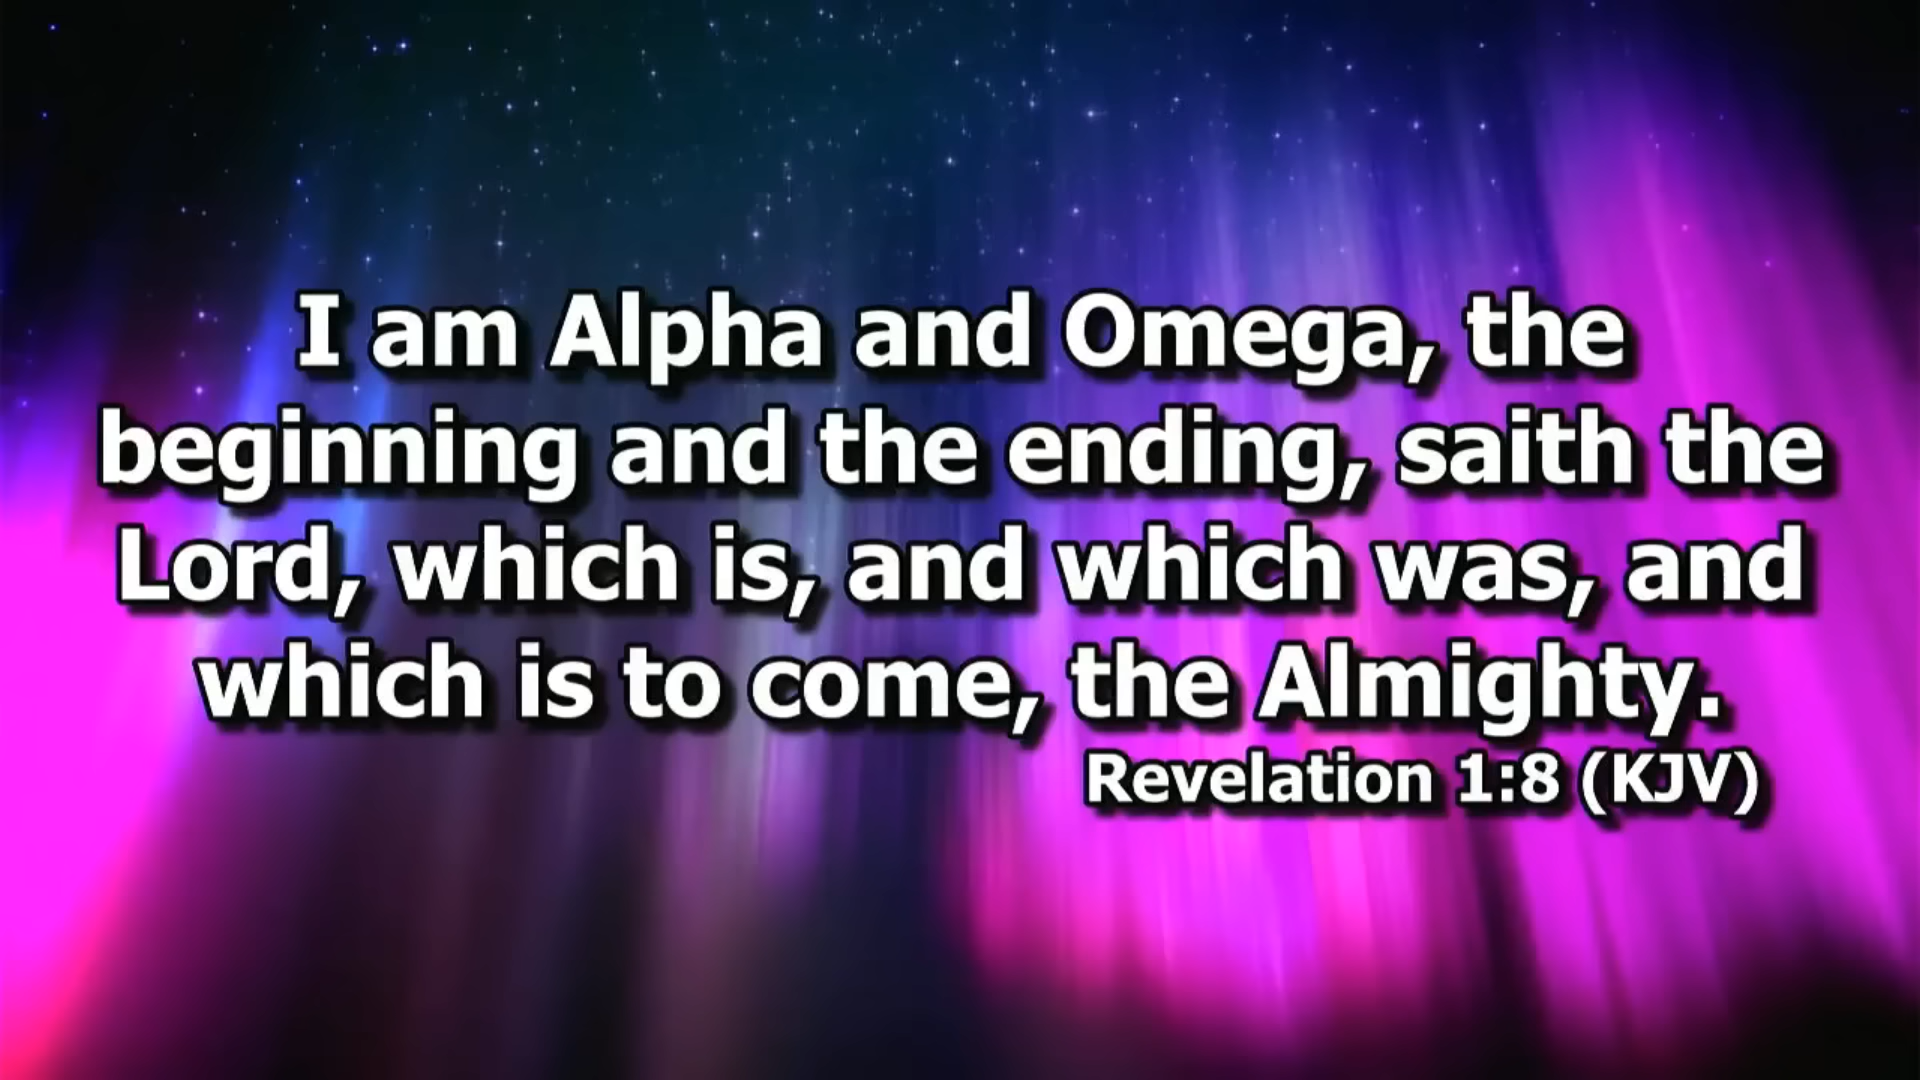 I am Alpha and Omega, the
beginning and the ending, saith the
Lord, which is, and which was, and
which is to come, the Almighty.
Revelation 1:8 (KJV)